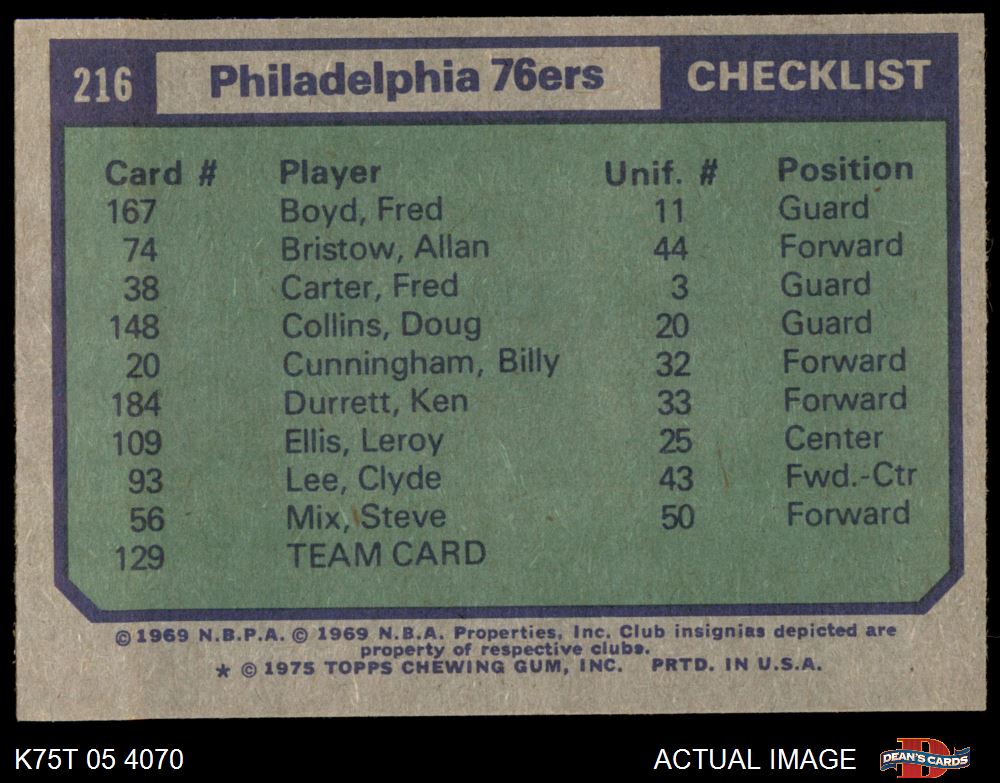 216 Philadelphia 76ers CHECKLIST
Card # Player Unif. # Position
167 Boyd, Fred 11 Guard
74 Bristow, Allan 44 Forward
38 Carter, Fred 3 Guard
148 Collins, Doug 20 Guard
20 Cunningham, Billy 32 Forward
184 Durrett, Ken 33 Forward
109 Ellis, Leroy 25 Center
93 Lee, Clyde 43 Fwd.-Ctr
56 Mix, Steve 50 Forward
129 TEAM CARD
© 1969 N.B.P.A. © 1969 N.B.A. Properties, Inc. Club insignias depicted are
property of respective clubs.
★ © 1975 TOPPS CHEWING GUM, INC. PRTD. IN U.S.A.
K75T 05 4070 ACTUAL IMAGE DEAN'S CARDS